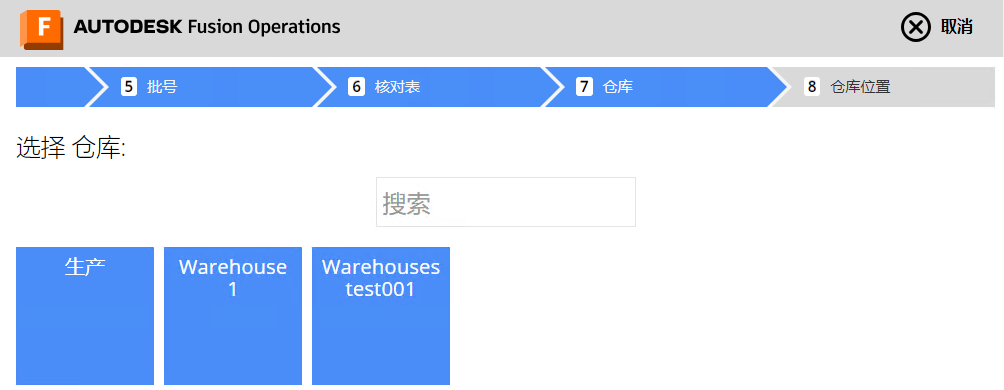 F AUTODESK Fusion Operations
取消
5 批号
6 核对表
7 仓库
8 仓库位置
选择 仓库:
搜索
生产
Warehouse
1
Warehouses
test001